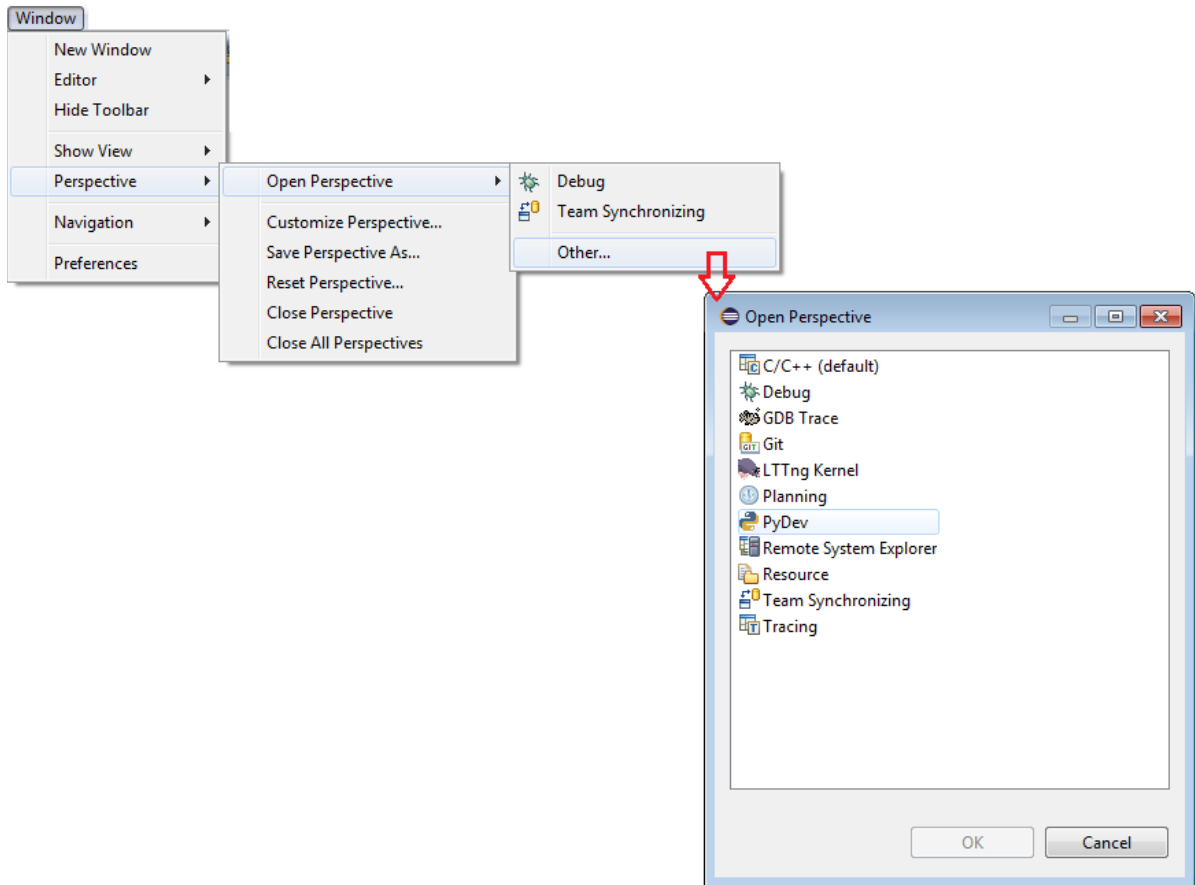 Window
New Window
Editor
Hide Toolbar
Show View
Perspective
Navigation
Preferences
Open Perspective
Customize Perspective...
Save Perspective As...
Reset Perspective...
Close Perspective
Close All Perspectives
Debug
Team Synchronizing
Other...
Open Perspective
C/C++ (default)
Debug
GDB Trace
Git
LTTng Kernel
Planning
PyDev
Remote System Explorer
Resource
Team Synchronizing
Tracing
OK Cancel